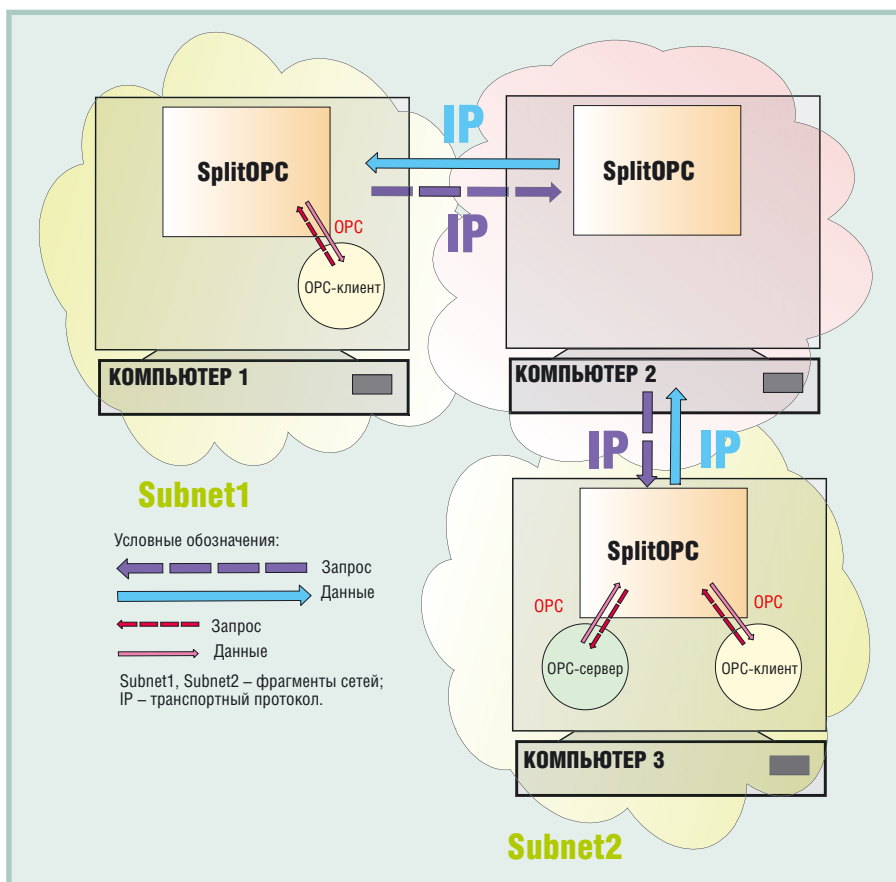 IP
SplitOPC
SplitOPC
IP
OPC
OPC-клиент
КОМПЬЮТЕР 1
КОМПЬЮТЕР 2
IP
IP
Subnet1
Условные обозначения:
Запрос
Данные
Запрос
Данные
Subnet1, Subnet2 – фрагменты сетей;
IP – транспортный протокол.
SplitOPC
OPC
OPC
OPC-сервер
OPC-клиент
КОМПЬЮТЕР 3
Subnet2